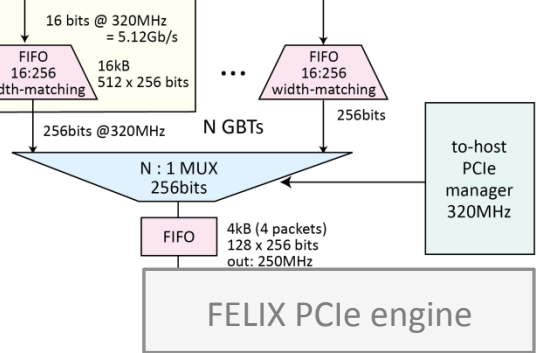 16 bits @ 320MHz
= 5.12Gb/s
FIFO
16:256
dth-matching
16kB
512 x 256 bits
...
FIFO
16:256
width-matching
256bits @320MHz
N GBTs
256bits
N : 1 MUX
256bits
to-host
PCIe
manager
320MHz
FIFO
4kB (4 packets)
128 x 256 bits
out: 250MHz
FELIX PCIe engine